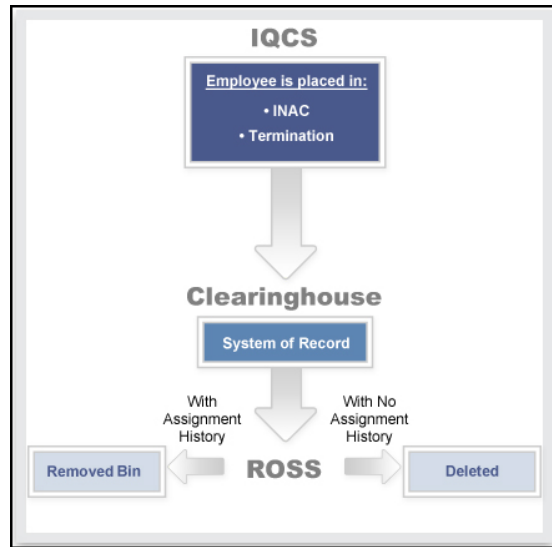 IQCS
Employee is placed in:
• INAC
• Termination
Clearinghouse
System of Record
With
Assignment
History
With No
Assignment
History
Removed Bin
ROSS
Deleted